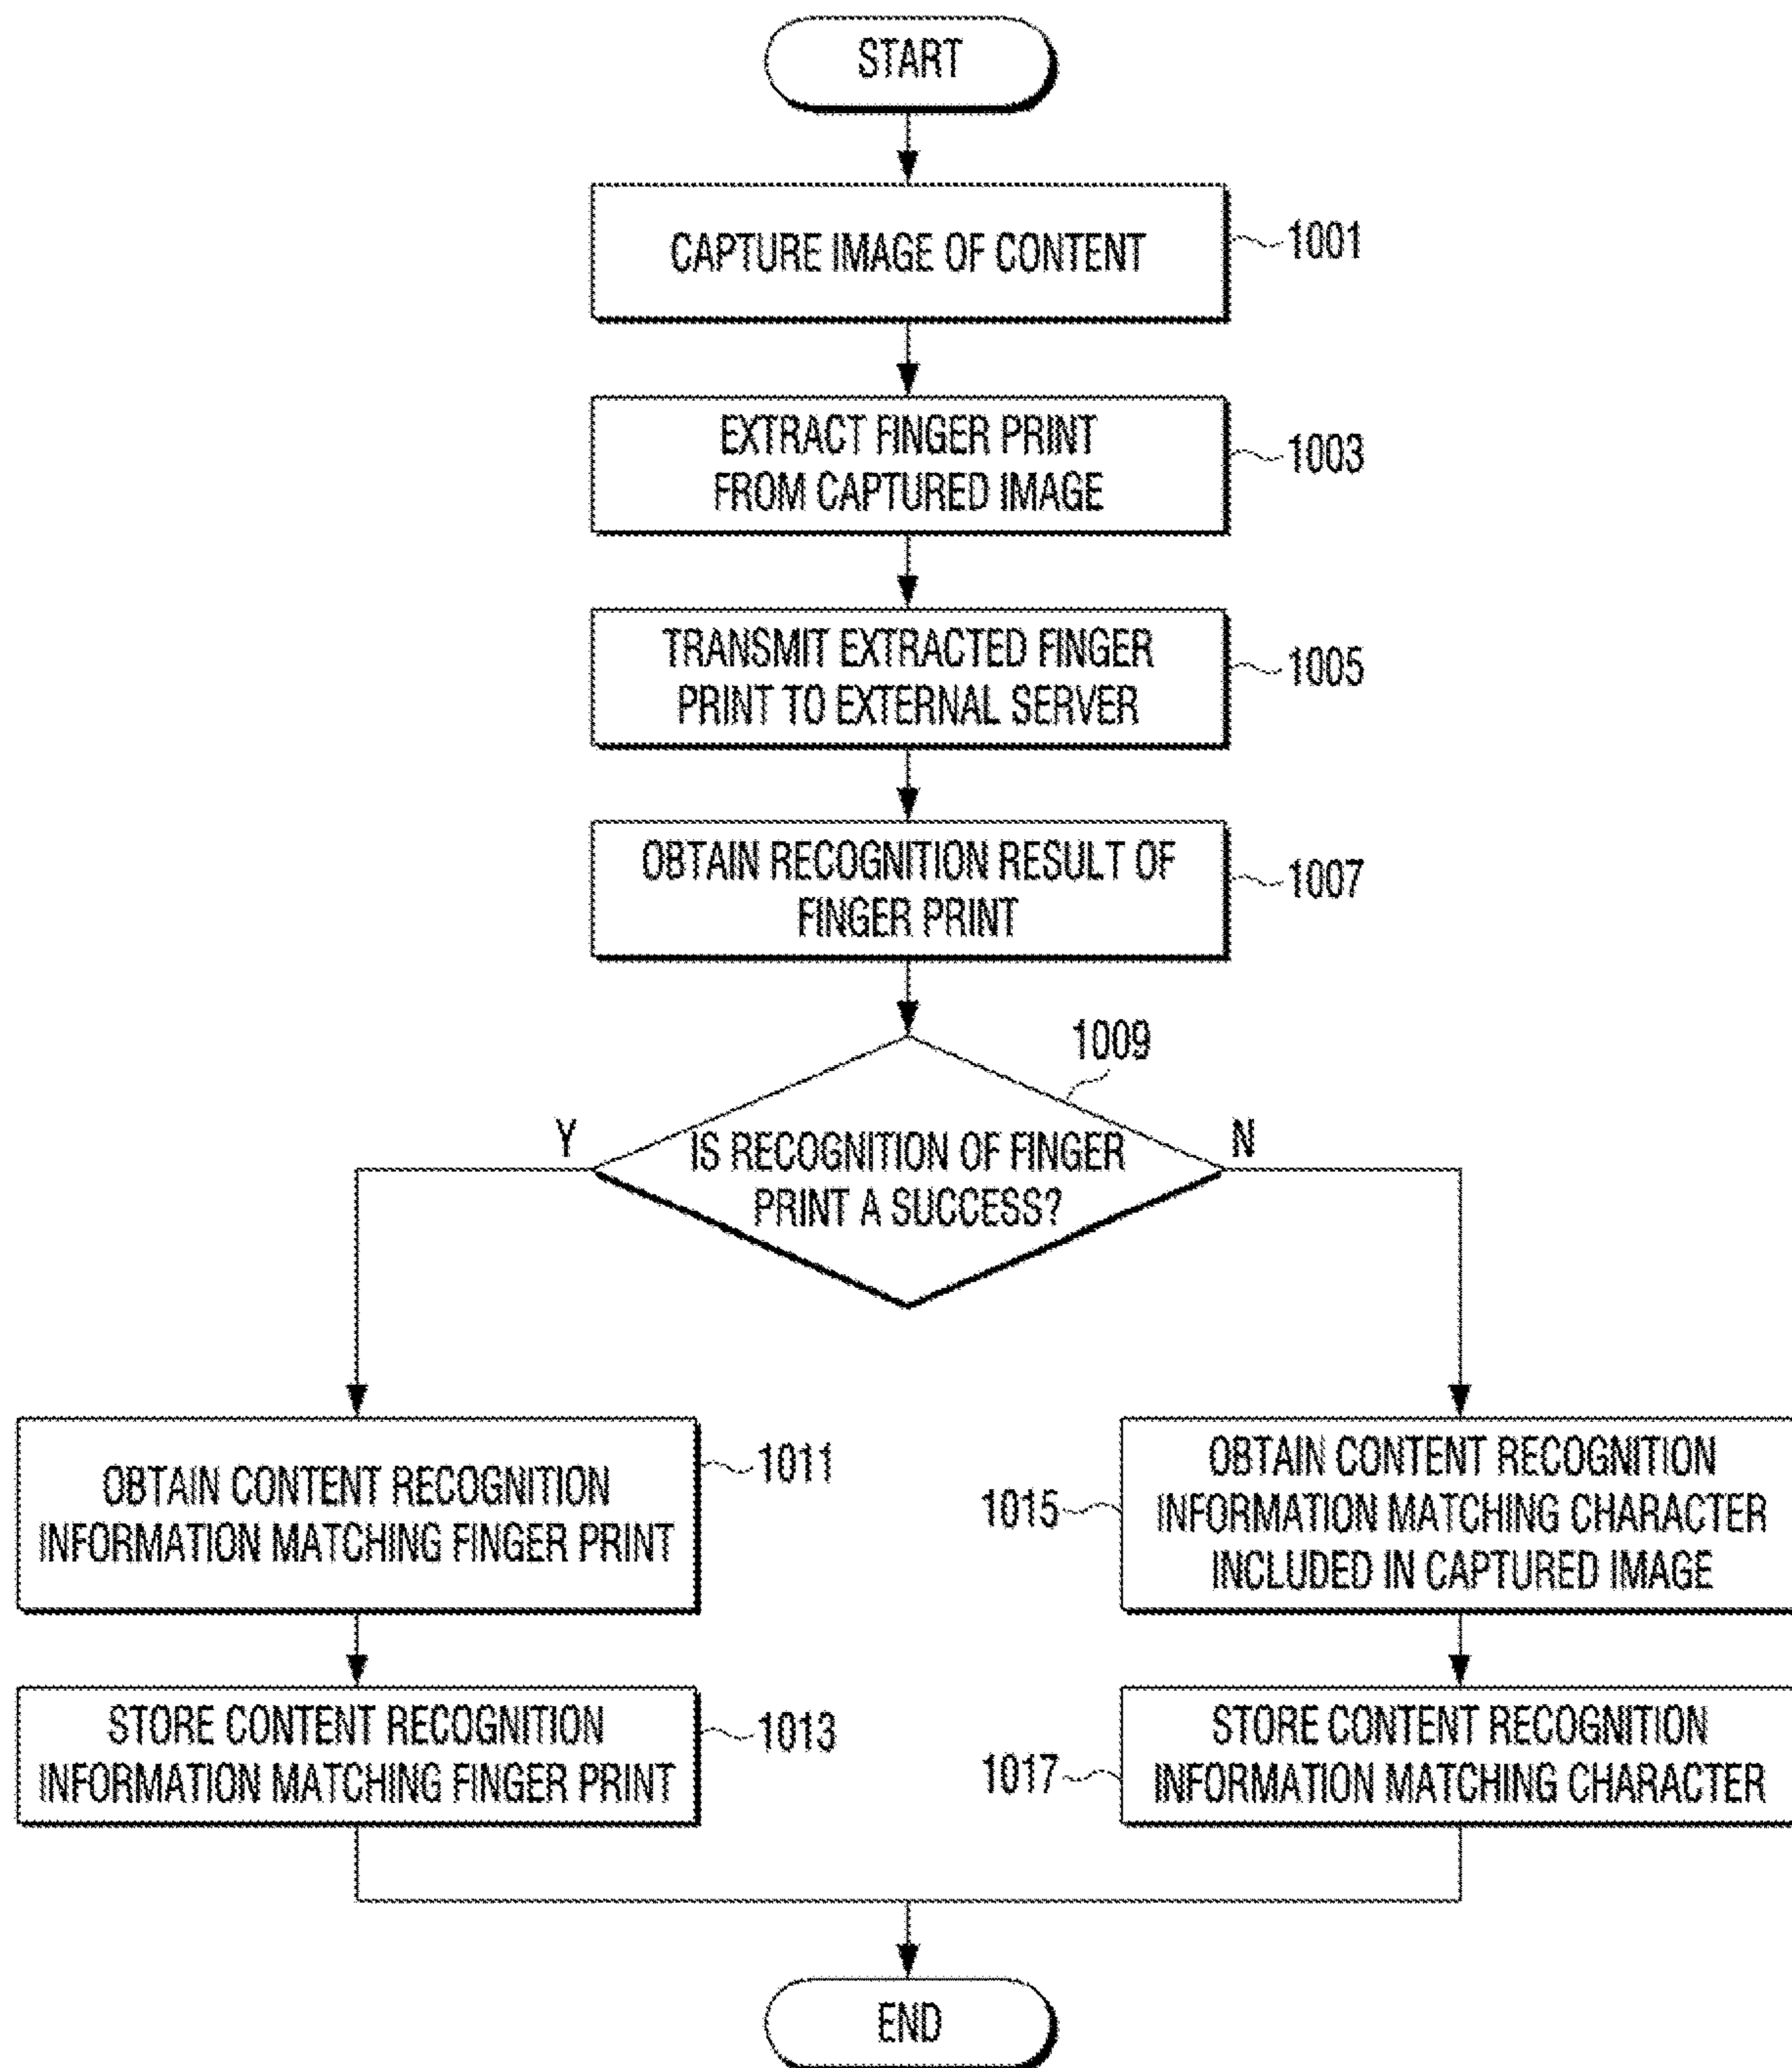 START
CAPTURE IMAGE OF CONTENT
1001
EXTRACT FINGER PRINT
FROM CAPTURED IMAGE
1003
TRANSMIT EXTRACTED FINGER
PRINT TO EXTERNAL SERVER
1005
OBTAIN RECOGNITION RESULT OF
FINGER PRINT
1007
1009
Y
IS RECOGNITION OF FINGER
PRINT A SUCCESS?
N
OBTAIN CONTENT RECOGNITION
INFORMATION MATCHING FINGER PRINT
1011
STORE CONTENT RECOGNITION
INFORMATION MATCHING FINGER PRINT
1013
OBTAIN CONTENT RECOGNITION
INFORMATION MATCHING CHARACTER
INCLUDED IN CAPTURED IMAGE
1015
STORE CONTENT RECOGNITION
INFORMATION MATCHING CHARACTER
1017
END